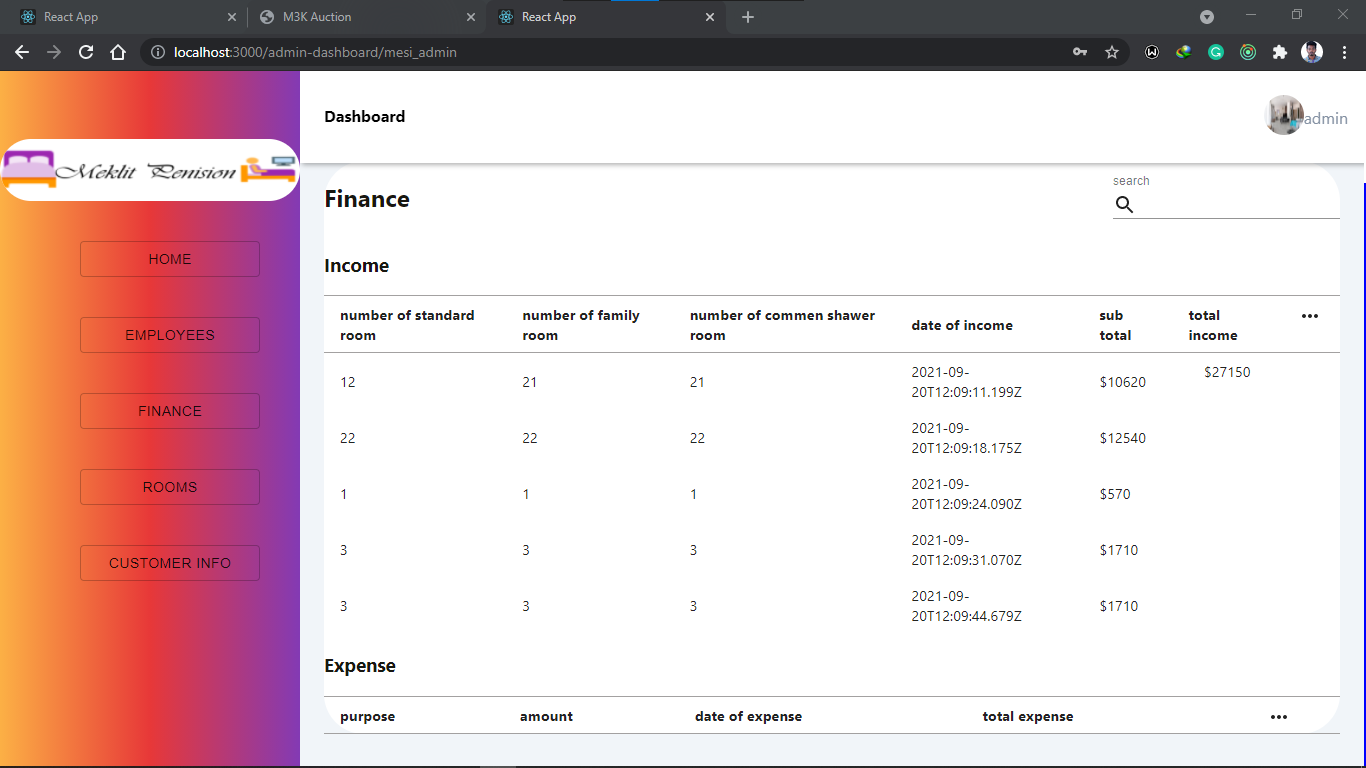 React App
M3K Auction
React App
localhost:3000/admin-dashboard/mesi_admin
Meklit Penision
HOME
EMPLOYEES
FINANCE
ROOMS
CUSTOMER INFO
Dashboard
admin
Finance
search
Income
number of standard room
number of family room
number of commen shawer room
date of income
sub total
total income
12 21 21 2021-09-20T12:09:11.199Z $10620 $27150
22 22 22 2021-09-20T12:09:18.175Z $12540
1 1 1 2021-09-20T12:09:24.090Z $570
3 3 3 2021-09-20T12:09:31.070Z $1710
3 3 3 2021-09-20T12:09:44.679Z $1710
Expense
purpose amount date of expense total expense